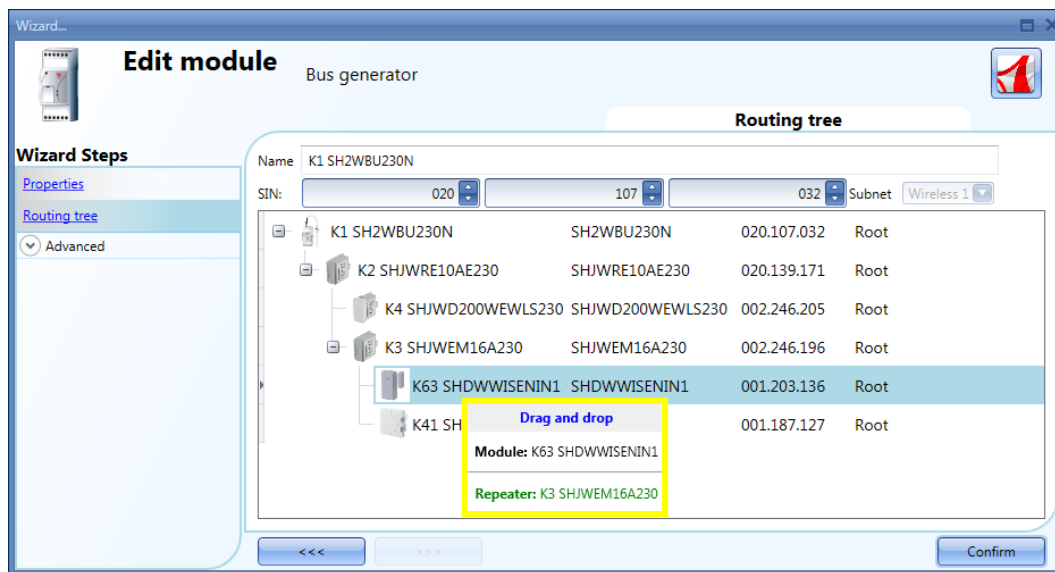 Wizard...
Edit module
Bus generator
Routing tree
Wizard Steps
Properties
Routing tree
Advanced
Name K1 SH2WBU230N
SIN: 020 107 032 Subnet Wireless 1
K1 SH2WBU230N SH2WBU230N 020.107.032 Root
K2 SHJWRE10AE230 SHJWRE10AE230 020.139.171 Root
K4 SHJWD200WEWLS230 SHJWD200WEWLS230 002.246.205 Root
K3 SHJWEM16A230 SHJWEM16A230 002.246.196 Root
K63 SHDWWISENIN1 SHDWWISENIN1 001.203.136 Root
K41 SH 001.187.127 Root
Drag and drop
Module: K63 SHDWWISENIN1
Repeater: K3 SHJWEM16A230
<<< >>> Confirm